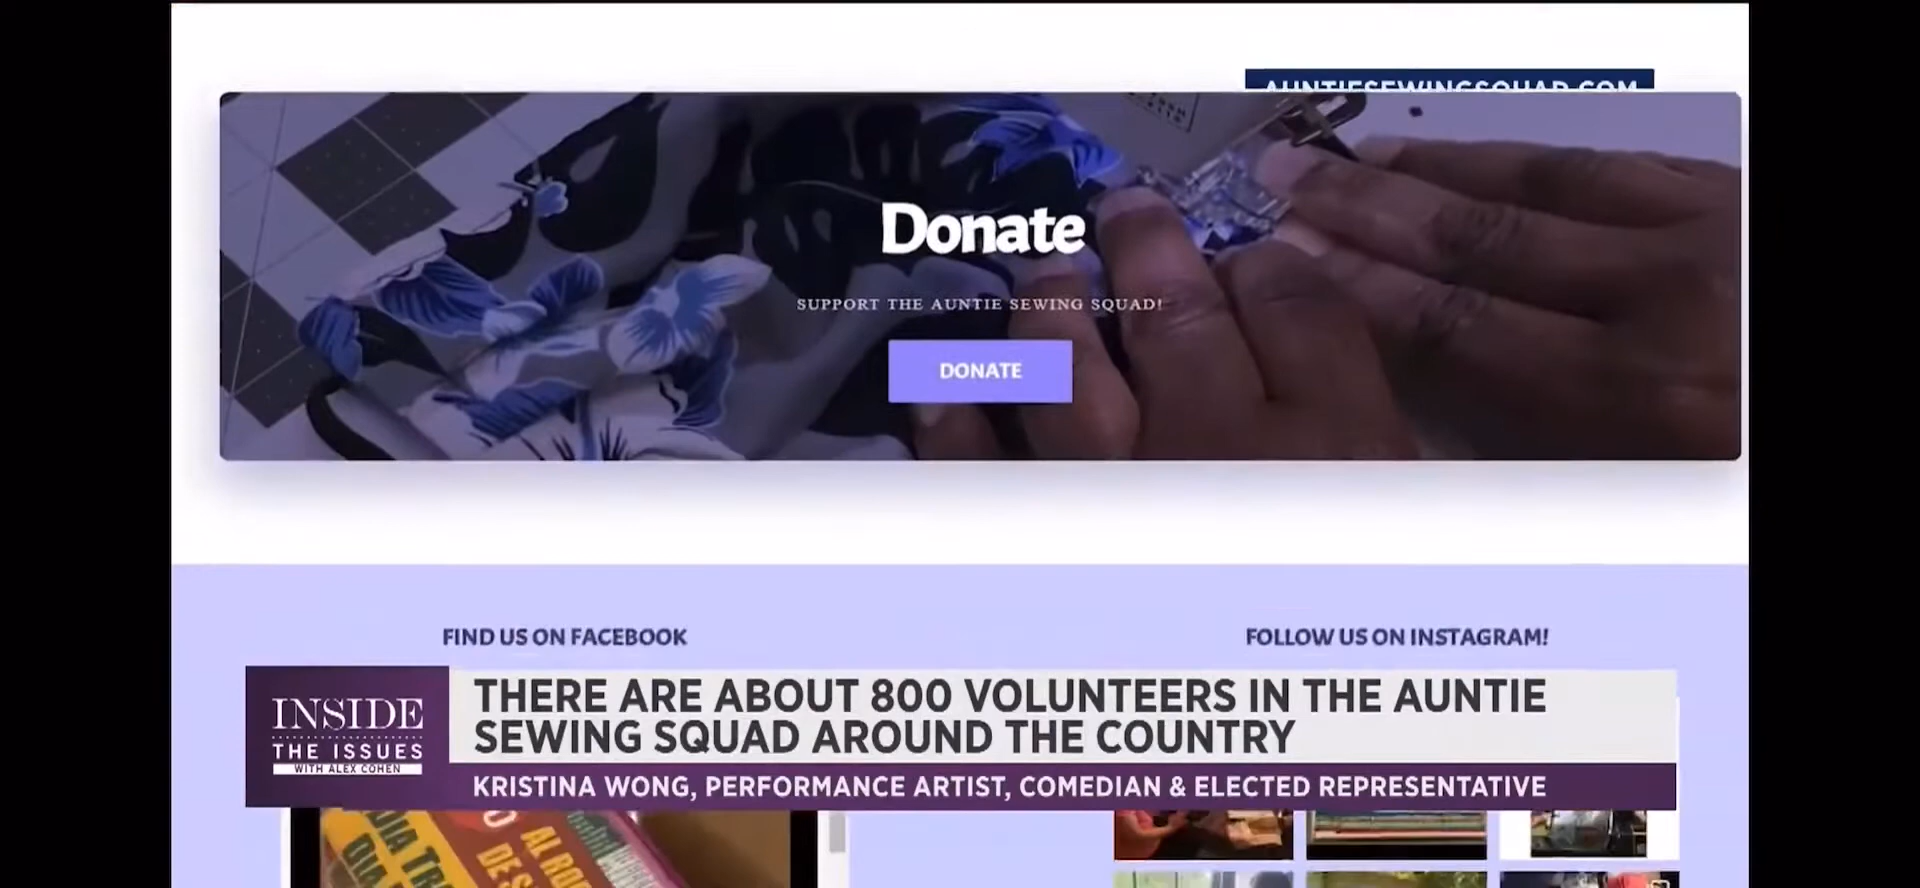 AUNTIESEWINGSQUAD.COM
Donate
SUPPORT THE AUNTIE SEWING SQUAD!
DONATE
FIND US ON FACEBOOK
FOLLOW US ON INSTAGRAM!
INSIDE
THE ISSUES
WITH ALEX COHEN
THERE ARE ABOUT 800 VOLUNTEERS IN THE AUNTIE
SEWING SQUAD AROUND THE COUNTRY
KRISTINA WONG, PERFORMANCE ARTIST, COMEDIAN & ELECTED REPRESENTATIVE